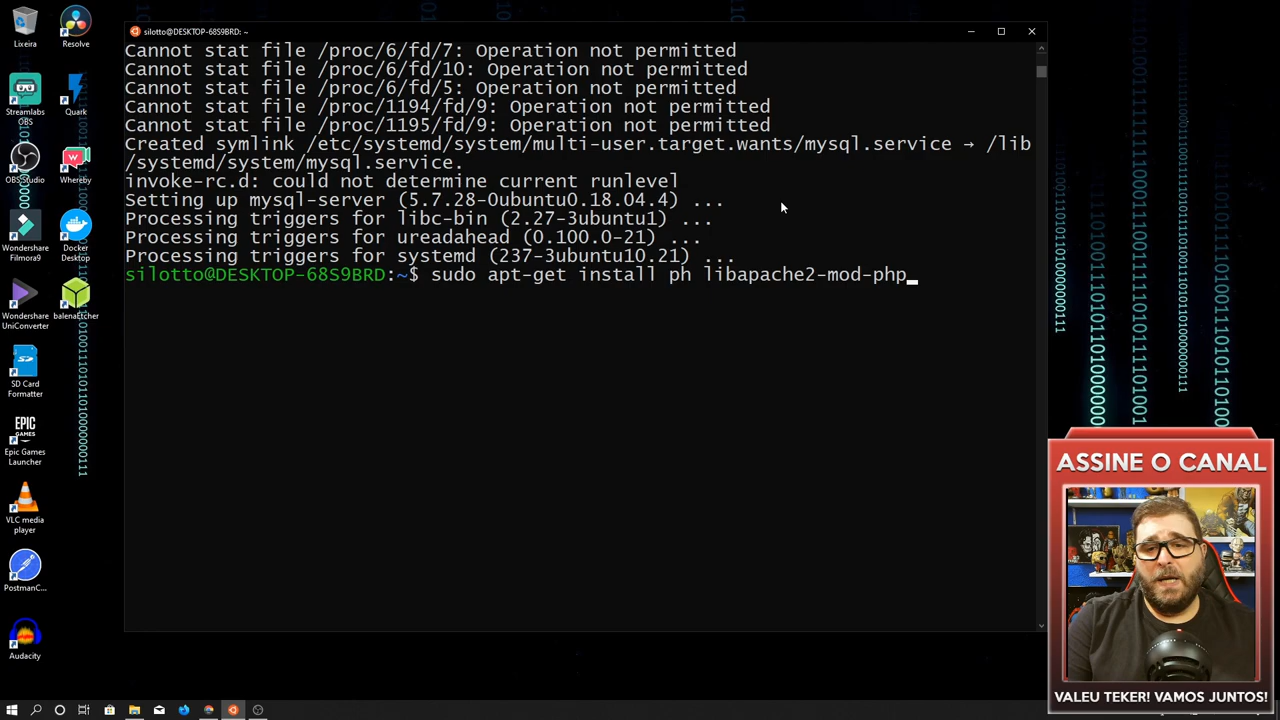 Lixeira
Resolve
Streamlabs
OBS
Quark
OBS Studio
Whereby
Wondershare
Filmora9
Docker
Desktop
Wondershare
UniConverter
balenaEtcher
SD Card
Formatter
EPIC
GAMES
Epic Games
Launcher
VLC media
player
PostmanC...
Audacity
silotto@DESKTOP-68S9BRD: ~
Cannot stat file /proc/6/fd/7: Operation not permitted
Cannot stat file /proc/6/fd/10: Operation not permitted
Cannot stat file /proc/6/fd/5: Operation not permitted
Cannot stat file /proc/1194/fd/9: Operation not permitted
Cannot stat file /proc/1195/fd/9: Operation not permitted
Created symlink /etc/systemd/system/multi-user.target.wants/mysql.service → /lib
/systemd/system/mysql.service.
invoke-rc.d: could not determine current runlevel
Setting up mysql-server (5.7.28-0ubuntu0.18.04.4) ...
Processing triggers for libc-bin (2.27-3ubuntu1) ...
Processing triggers for ureadahead (0.100.0-21) ...
Processing triggers for systemd (237-3ubuntu10.21) ...
silotto@DESKTOP-68S9BRD:~$ sudo apt-get install ph libapache2-mod-php
ASSINE O CANAL
VALEU TEKER! VAMOS JUNTOS!